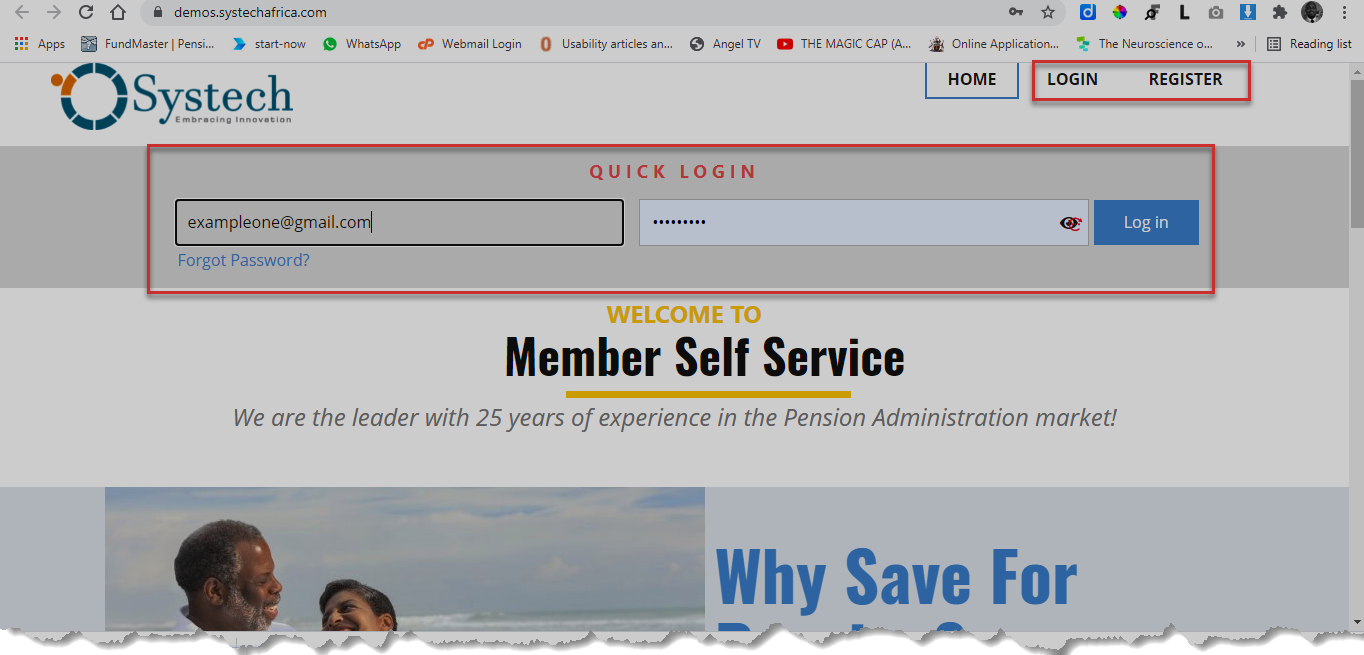 demos.systechafrica.com
Apps FundMaster | Pensi... start-now WhatsApp Webmail Login Usability articles an... Angel TV THE MAGIC CAP (A... Online Application... The Neuroscience o... » Reading list
Systech
Embracing Innovation
HOME LOGIN REGISTER
QUICK LOGIN
exampleone@gmail.com ••••••••• Log in
Forgot Password?
WELCOME TO
Member Self Service
We are the leader with 25 years of experience in the Pension Administration market!
Why Save For